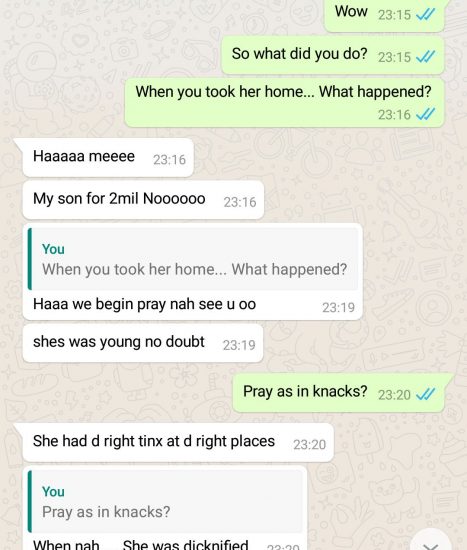 Wow 23:15
So what did you do? 23:15
When you took her home... What happened?
23:16
Haaaaa meeee 23:16
My son for 2mil Noooooo 23:16
You
When you took her home... What happened?
Haaa we begin pray nah see u oo 23:19
shes was young no doubt 23:19
Pray as in knacks? 23:20
She had d right tinx at d right places 23:20
You
Pray as in knacks?
When nah.... She was dicknified 23:20